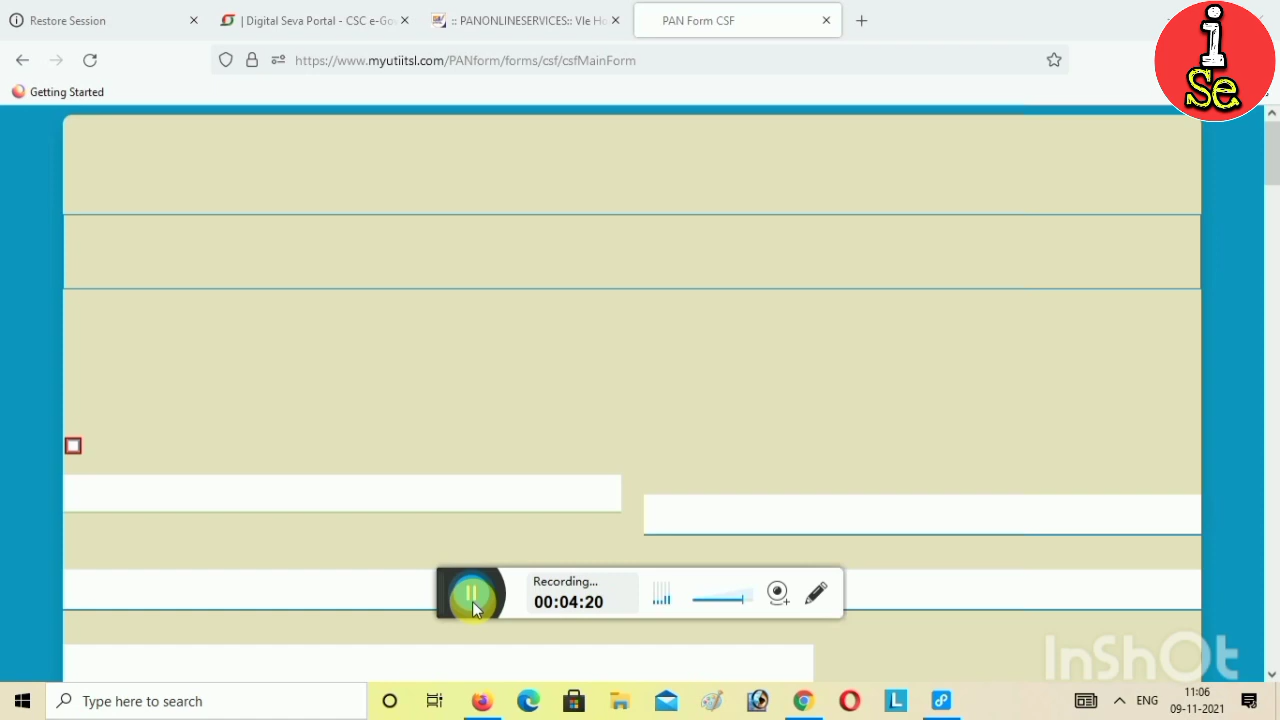 Restore Session
| Digital Seva Portal - CSC e-Go
:: PANONLINESERVICES:: Vle Ho
PAN Form CSF
i
Se
https://www.myutiitsl.com/PANform/forms/csf/csfMainForm
Getting Started
Recording...
00:04:20
InShOt
Type here to search
L
ENG
11:06
09-11-2021